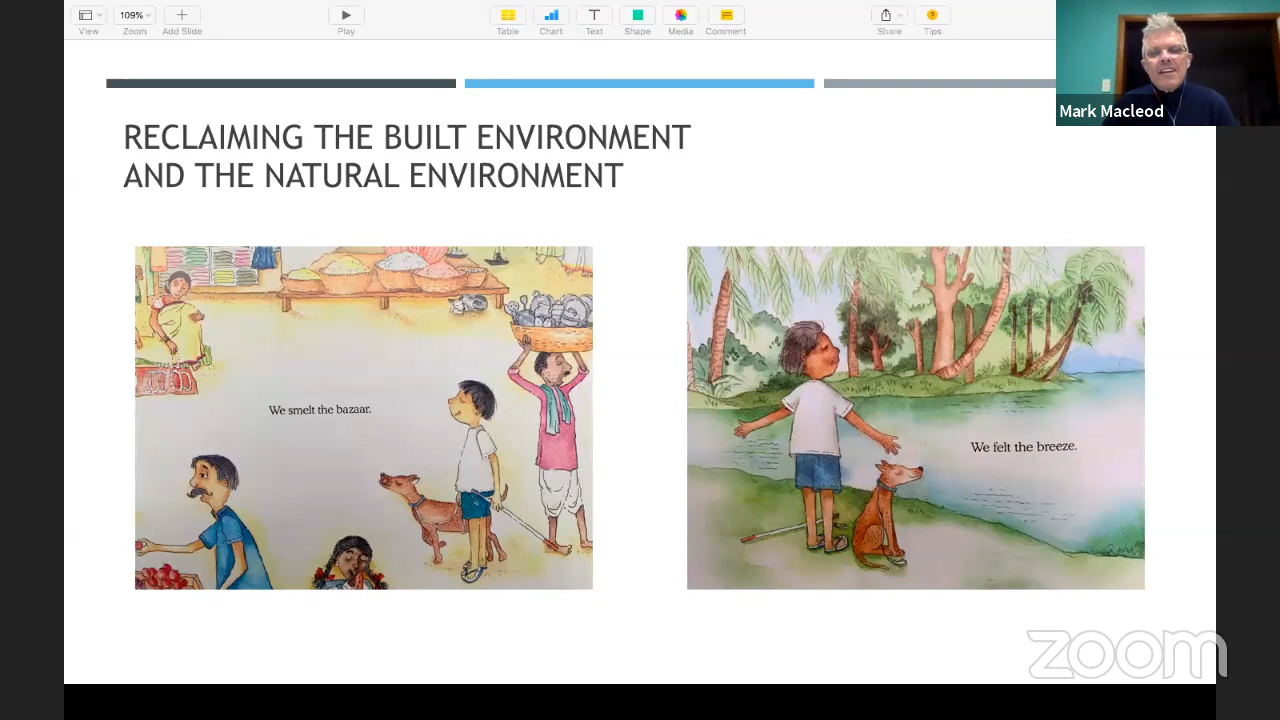 109%
View
Zoom
Add Slide
Play
Table
Chart
Text
Shape
Media
Comment
Share
Tips
Mark Macleod
RECLAIMING THE BUILT ENVIRONMENT
AND THE NATURAL ENVIRONMENT
We smelt the bazaar.
We felt the breeze.
zoom